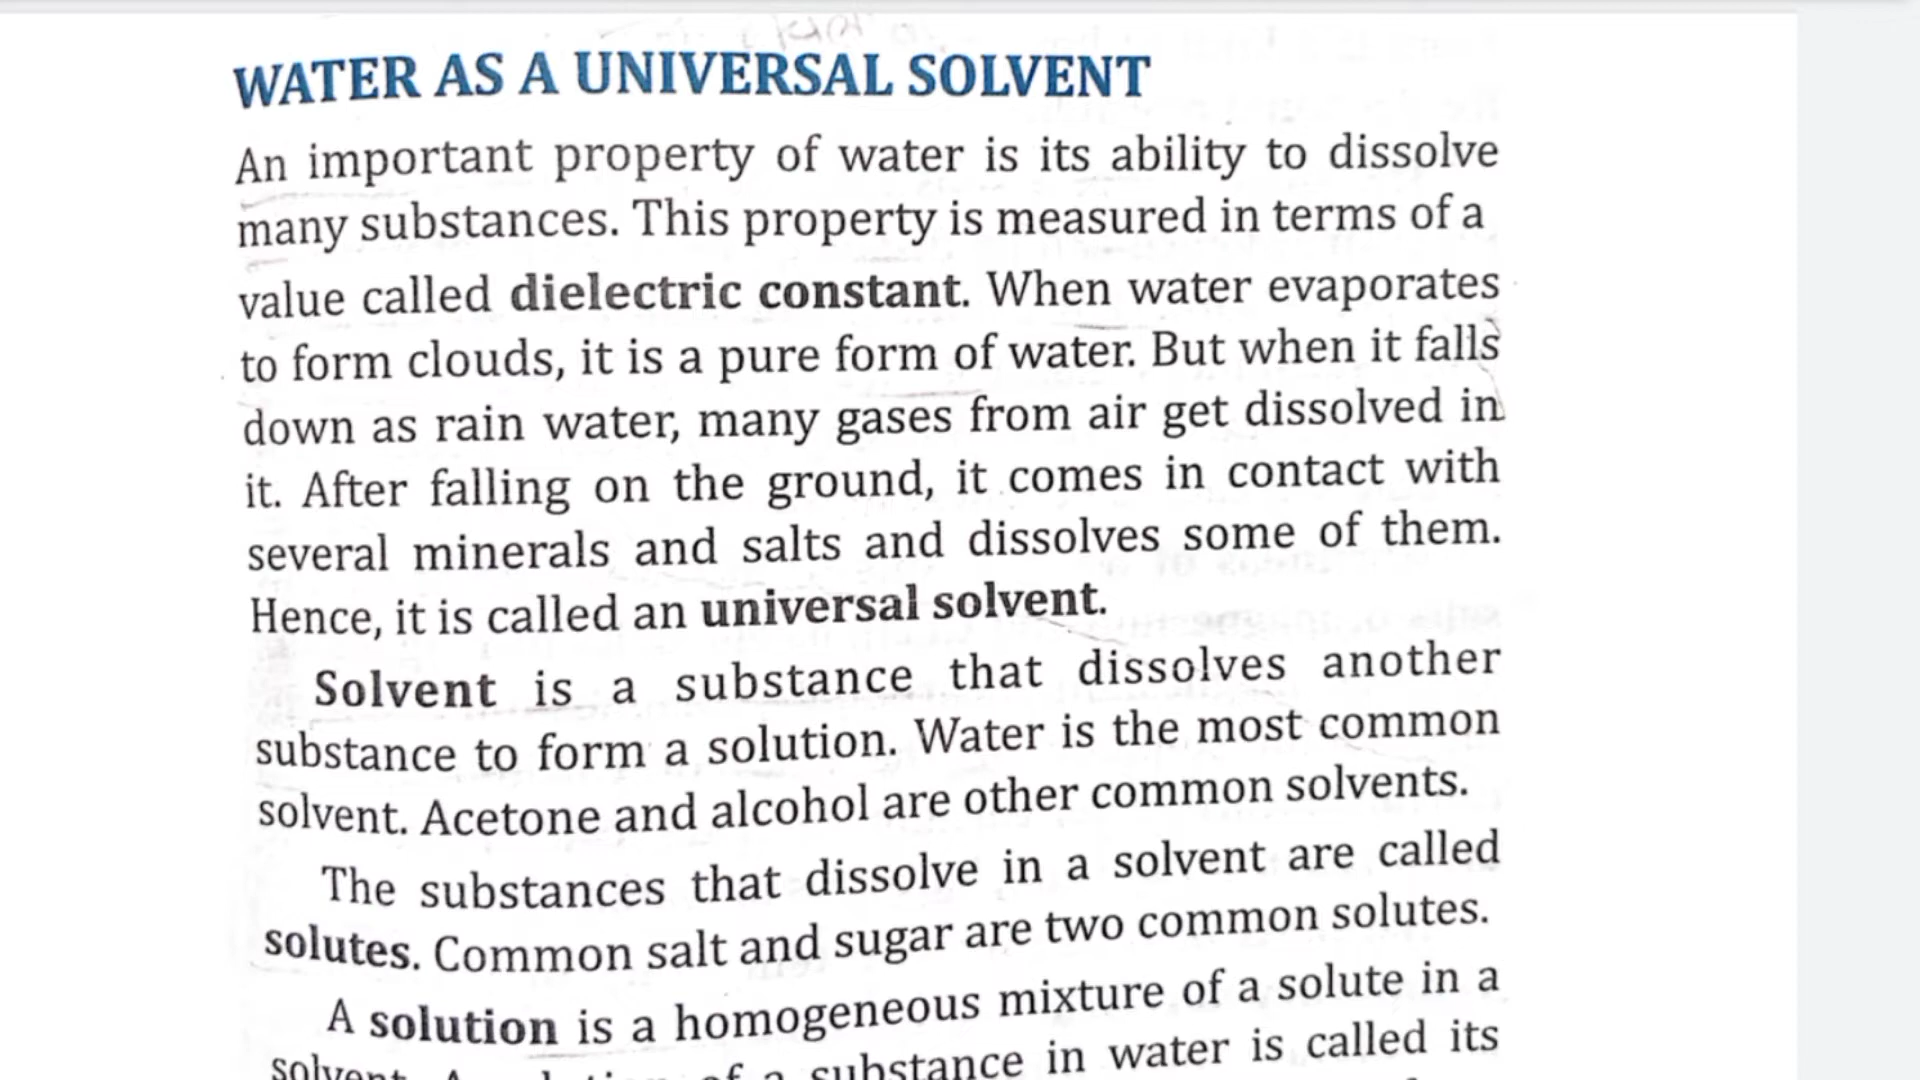 WATER AS A UNIVERSAL SOLVENT
An important property of water is its ability to dissolve
many substances. This property is measured in terms of a
value called dielectric constant. When water evaporates
to form clouds, it is a pure form of water. But when it falls
down as rain water, many gases from air get dissolved in
it. After falling on the ground, it comes in contact with
several minerals and salts and dissolves some of them.
Hence, it is called an universal solvent.
Solvent is a substance that dissolves another
substance to form a solution. Water is the most common
solvent. Acetone and alcohol are other common solvents.
The substances that dissolve in a solvent are called
solutes. Common salt and sugar are two common solutes.
A solution is a homogeneous mixture of a solute in a
solvent. A of a substance in water is called its